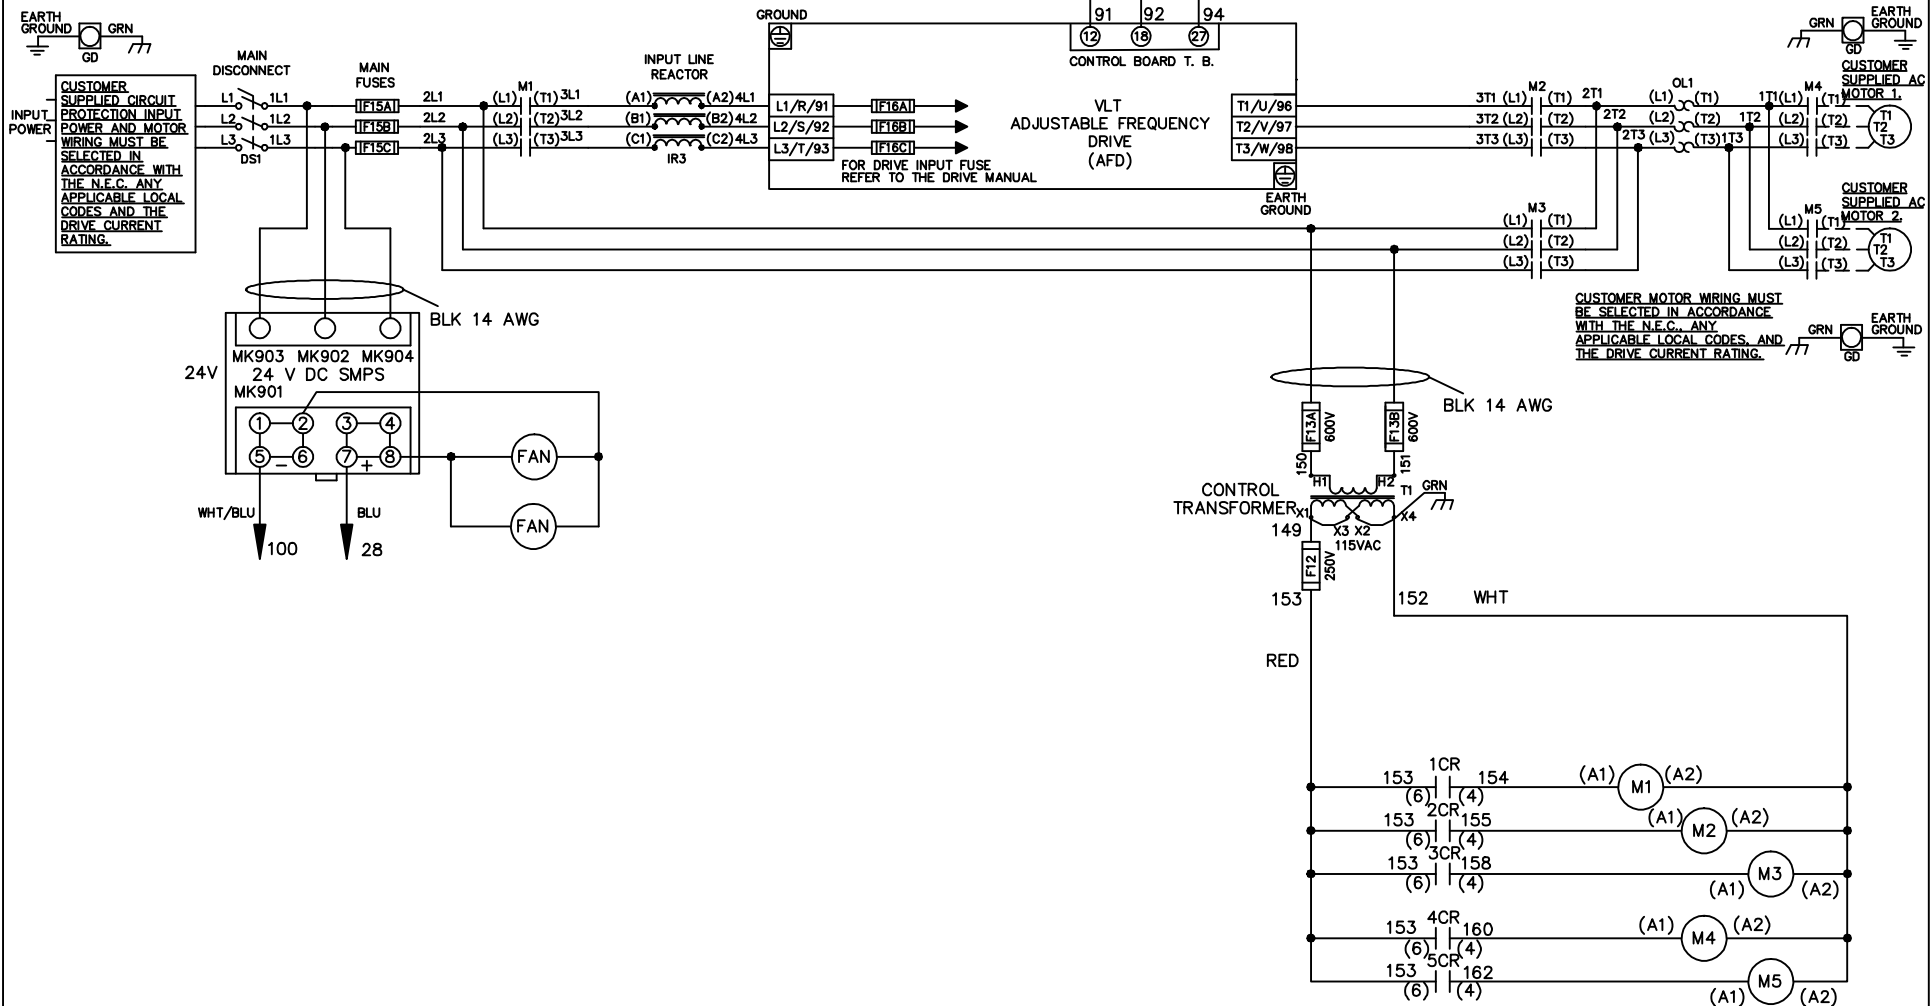 EARTH
GROUND
GRN
GD
CUSTOMER
SUPPLIED CIRCUIT
PROTECTION INPUT
POWER AND MOTOR
WIRING MUST BE
SELECTED IN
ACCORDANCE WITH
THE N.E.C. ANY
APPLICABLE LOCAL
CODES AND THE
DRIVE CURRENT
RATING.
INPUT
POWER
MAIN
DISCONNECT
L1 1L1
L2 1L2
L3 1L3
DS1
MAIN
FUSES
F15A
F15B
F15C
2L1
2L2
2L3
M1
(L1) (T1) 3L1
(L2) (T2) 3L2
(L3) (T3) 3L3
INPUT LINE
REACTOR
(A1) (A2) 4L1
(B1) (B2) 4L2
(C1) (C2) 4L3
IR3
GROUND
L1/R/91
L2/S/92
L3/T/93
F16A
F16B
F16C
FOR DRIVE INPUT FUSE
REFER TO THE DRIVE MANUAL
91 92 94
12 18 27
CONTROL BOARD T. B.
VLT
ADJUSTABLE FREQUENCY
DRIVE
(AFD)
T1/U/96
T2/V/97
T3/W/98
EARTH
GROUND
M2
3T1 (L1) (T1) 2T1
3T2 (L2) (T2) 2T2
3T3 (L3) (T3) 2T3
M3
(L1) (T1)
(L2) (T2)
(L3) (T3)
OL1
(L1) (T1) 1T1
(L2) (T2) 1T2
(L3) (T3) 1T3
M4
(L1) (T1)
(L2) (T2)
(L3) (T3)
GRN
GD
EARTH
GROUND
CUSTOMER
SUPPLIED AC
MOTOR 1.
T1
T2
T3
CUSTOMER
SUPPLIED AC
MOTOR 2.
M5
(L1) (T1)
(L2) (T2)
(L3) (T3)
T1
T2
T3
CUSTOMER MOTOR WIRING MUST
BE SELECTED IN ACCORDANCE
WITH THE N.E.C., ANY
APPLICABLE LOCAL CODES, AND
THE DRIVE CURRENT RATING.
GRN
GD
EARTH
GROUND
BLK 14 AWG
MK903 MK902 MK904
24V
24 V DC SMPS
MK901
1 2 3 4
5 - 6 7 + 8
FAN
FAN
WHT/BLU
BLU
100
28
BLK 14 AWG
F13A
600V
F13B
600V
150
151
H1 H2
T1
GRN
CONTROL
TRANSFORMER
X1
X3 X2
X4
115VAC
149
F12
250V
153
152
WHT
RED
1CR
153 154
(6) (4)
(A1) M1 (A2)
2CR
153 155
(6) (4)
(A1) M2 (A2)
3CR
153 158
(6) (4)
(A1) M3 (A2)
4CR
153 160
(6) (4)
(A1) M4 (A2)
5CR
153 162
(6) (4)
(A1) M5 (A2)